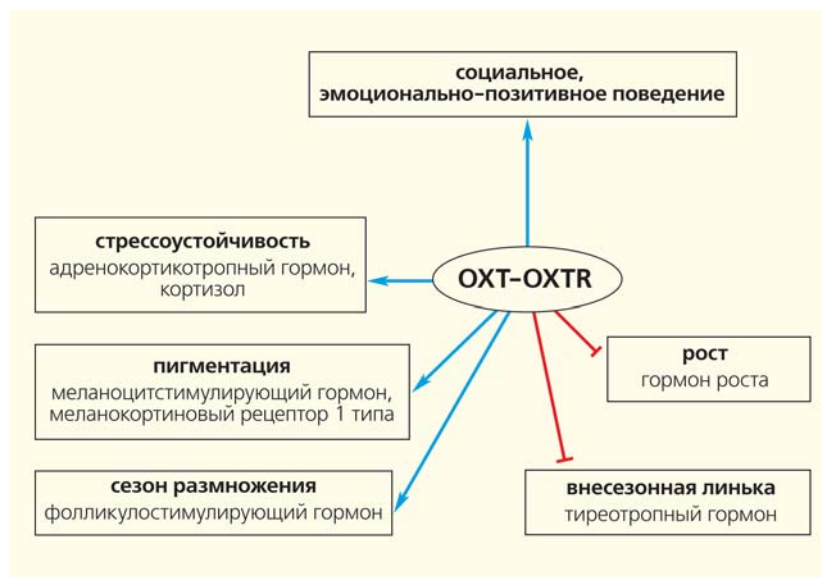 социальное,
эмоционально-позитивное поведение
стрессоустойчивость
адренокортикотропный гормон,
кортизол
OXT–OXTR
пигментация
меланоцитстимулирующий гормон,
меланокортиновый рецептор 1 типа
рост
гормон роста
сезон размножения
фолликулостимулирующий гормон
внесезонная линька
тиреотропный гормон